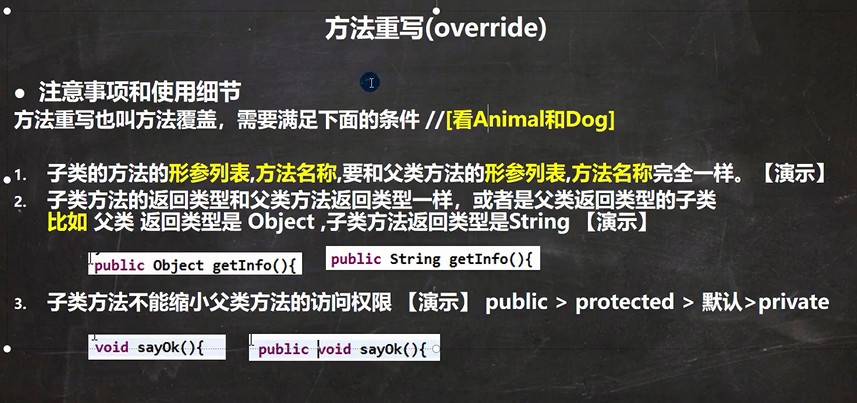 方法重写(override)
● 注意事项和使用细节
方法重写也叫方法覆盖，需要满足下面的条件 //[看Animal和Dog]
1. 子类的方法的形参列表,方法名称,要和父类方法的形参列表,方法名称完全一样。【演示】
2. 子类方法的返回类型和父类方法返回类型一样，或者是父类返回类型的子类
比如 父类 返回类型是 Object ,子类方法返回类型是String 【演示】
public Object getInfo(){ public String getInfo(){
3. 子类方法不能缩小父类方法的访问权限 【演示】 public > protected > 默认>private
void sayOk(){ public void sayOk(){